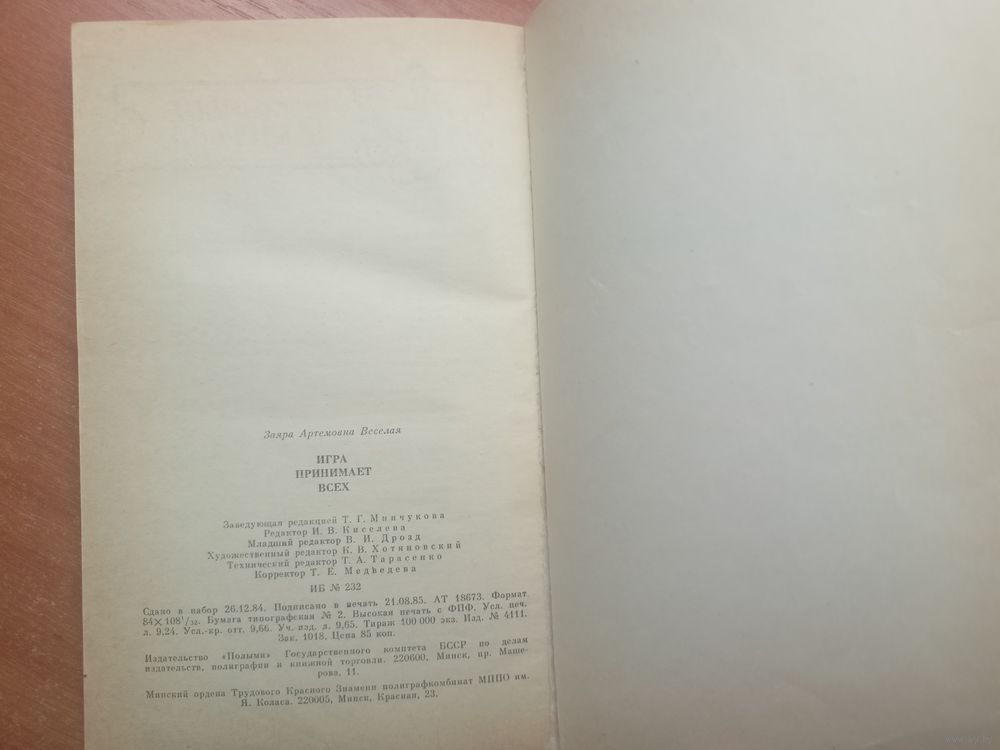 Заяра Артемовна Веселая
ИГРА
ПРИНИМАЕТ
ВСЕХ
Заведующая редакцией Т. Г. Минчукова
Редактор И. В. Киселева
Младший редактор В. И. Дрозд
Художественный редактор К. В. Хотяновский
Технический редактор Т. А. Тарасенко
Корректор Т. Е. Медведева
ИБ № 232
Сдано в набор 26.12.84. Подписано в печать 21.08.85. АТ 18673. Формат
84×108¹/₃₂. Бумага типографская № 2. Высокая печать с ФПФ. Усл. печ.
л. 9,24. Усл.-кр. отт. 9,66. Уч.-изд. л. 9,65. Тираж 100 000 экз. Изд. № 4111.
Зак. 1018. Цена 85 коп.
Издательство «Полымя» Государственного комитета БССР по делам
издательств, полиграфии и книжной торговли. 220600, Минск, пр. Маше-
рова, 11.
Минский ордена Трудового Красного Знамени полиграфкомбинат МППО им.
Я. Коласа. 220005, Минск, Красная, 23.